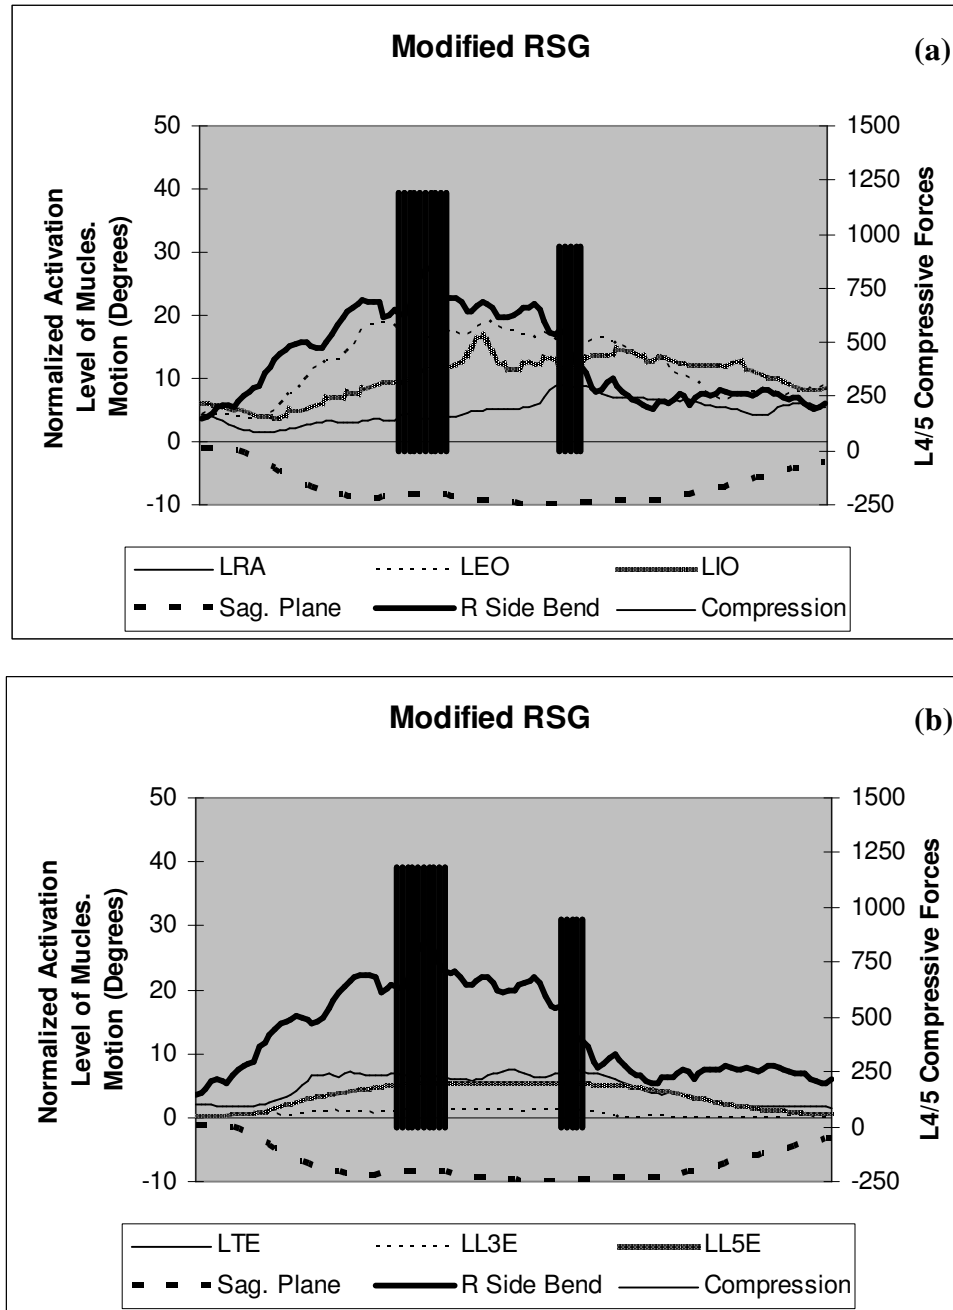 Modified RSG
(a)
Normalized Activation
Level of Mucles.
Motion (Degrees)
50
40
30
20
10
0
-10
1500
1250
1000
750
500
250
0
-250
L4/5 Compressive Forces
LRA
LEO
LIO
Sag. Plane
R Side Bend
Compression
Modified RSG
(b)
Normalized Activation
Level of Mucles.
Motion (Degrees)
50
40
30
20
10
0
-10
1500
1250
1000
750
500
250
0
-250
L4/5 Compressive Forces
LTE
LL3E
LL5E
Sag. Plane
R Side Bend
Compression